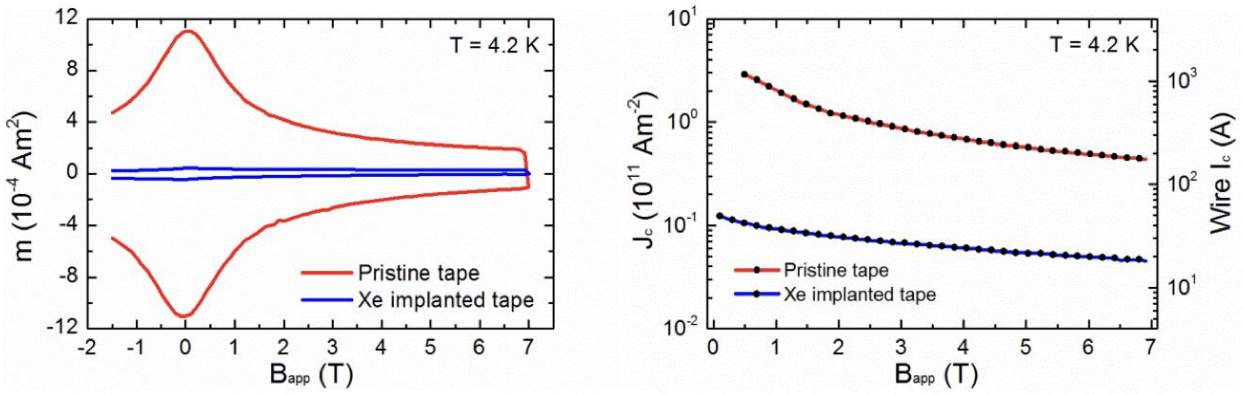 12
8
4
0
-4
-8
-12
m (10⁻⁴ Am²)
T = 4.2 K
Pristine tape
Xe implanted tape
-2 -1 0 1 2 3 4 5 6 7
B_app (T)
10¹
10⁰
10⁻¹
10⁻²
J_c (10¹¹ Am⁻²)
T = 4.2 K
Pristine tape
Xe implanted tape
0 1 2 3 4 5 6 7
B_app (T)
10³
10²
10¹
Wire I_c (A)